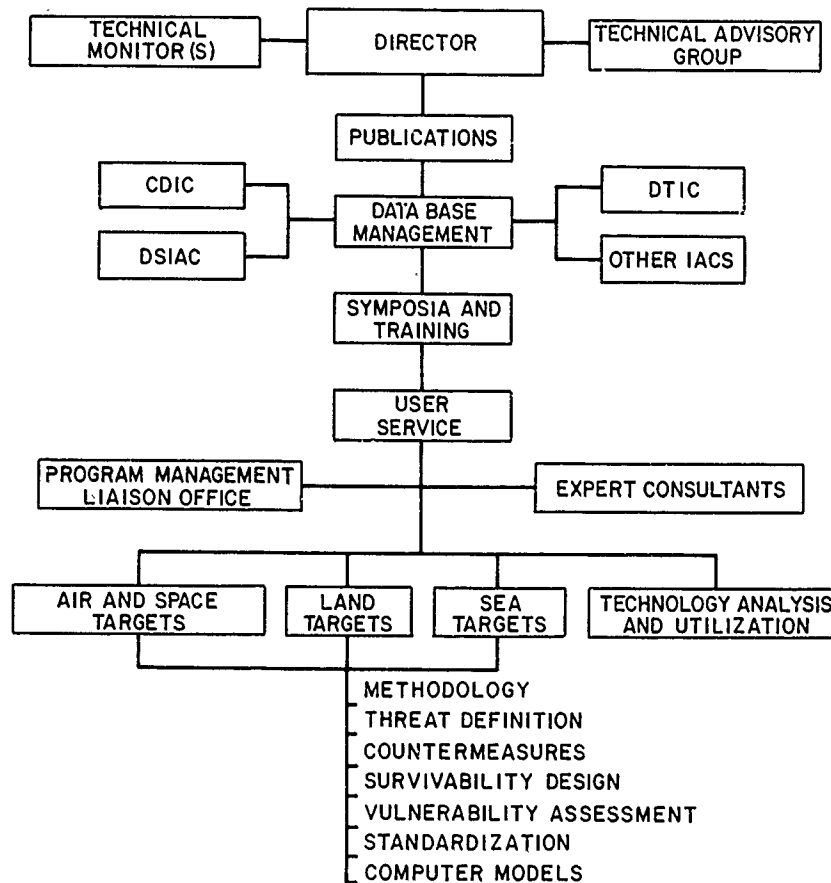 TECHNICAL
MONITOR(S)
DIRECTOR
TECHNICAL ADVISORY
GROUP
PUBLICATIONS
CDIC
DSIAC
DATA BASE
MANAGEMENT
DTIC
OTHER IACS
SYMPOSIA AND
TRAINING
USER
SERVICE
PROGRAM MANAGEMENT
LIAISON OFFICE
EXPERT CONSULTANTS
AIR AND SPACE
TARGETS
LAND
TARGETS
SEA
TARGETS
TECHNOLOGY ANALYSIS
AND UTILIZATION
METHODOLOGY
THREAT DEFINITION
COUNTERMEASURES
SURVIVABILITY DESIGN
VULNERABILITY ASSESSMENT
STANDARDIZATION
COMPUTER MODELS